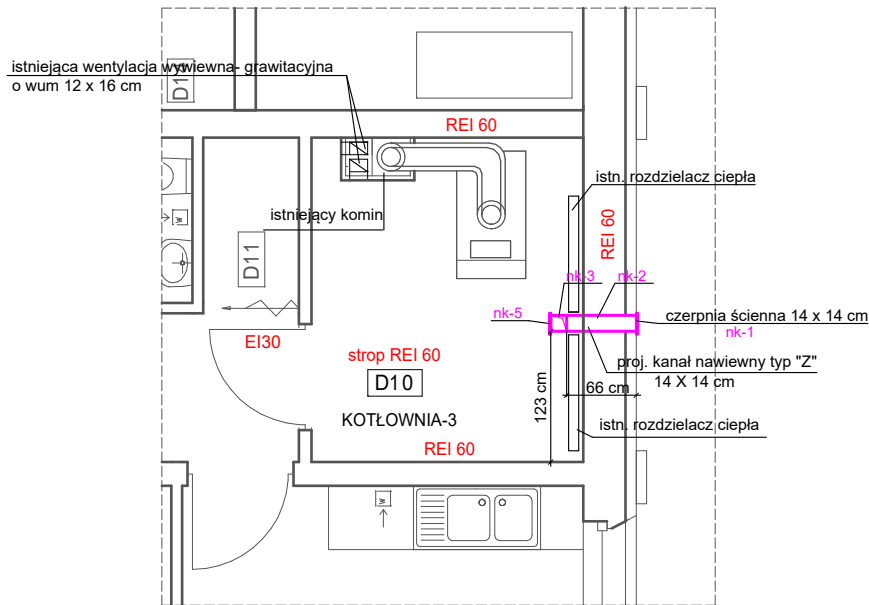 istniejąca wentylacja wywiewna- grawitacyjna
o wum 12 x 16 cm
REI 60
istn. rozdzielacz ciepła
istniejący komin
w
D11
REI 60
nk-3
nk-2
nk-5
czerpnia ścienna 14 x 14 cm
nk-1
EI30
strop REI 60
proj. kanał nawiewny typ "Z"
14 X 14 cm
66 cm
D10
123 cm
KOTŁOWNIA-3
istn. rozdzielacz ciepła
REI 60
w